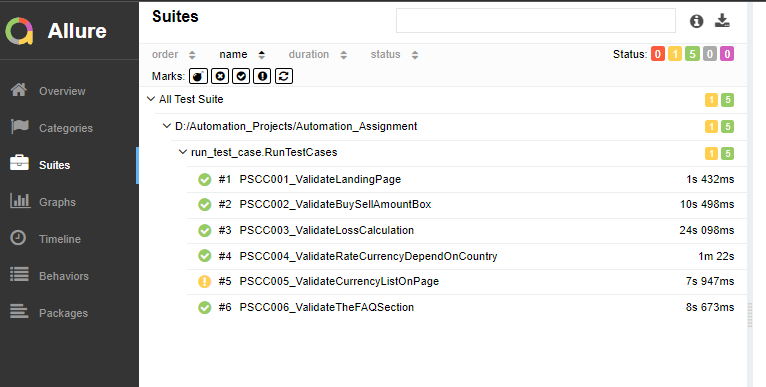 Allure
Overview
Categories
Suites
Graphs
Timeline
Behaviors
Packages
Suites
order name duration status Status: 0 1 5 0 0
Marks:
All Test Suite 1 5
D:/Automation_Projects/Automation_Assignment 1 5
run_test_case.RunTestCases 1 5
#1 PSCC001_ValidateLandingPage 1s 432ms
#2 PSCC002_ValidateBuySellAmountBox 10s 498ms
#3 PSCC003_ValidateLossCalculation 24s 098ms
#4 PSCC004_ValidateRateCurrencyDependOnCountry 1m 22s
#5 PSCC005_ValidateCurrencyListOnPage 7s 947ms
#6 PSCC006_ValidateTheFAQSection 8s 673ms